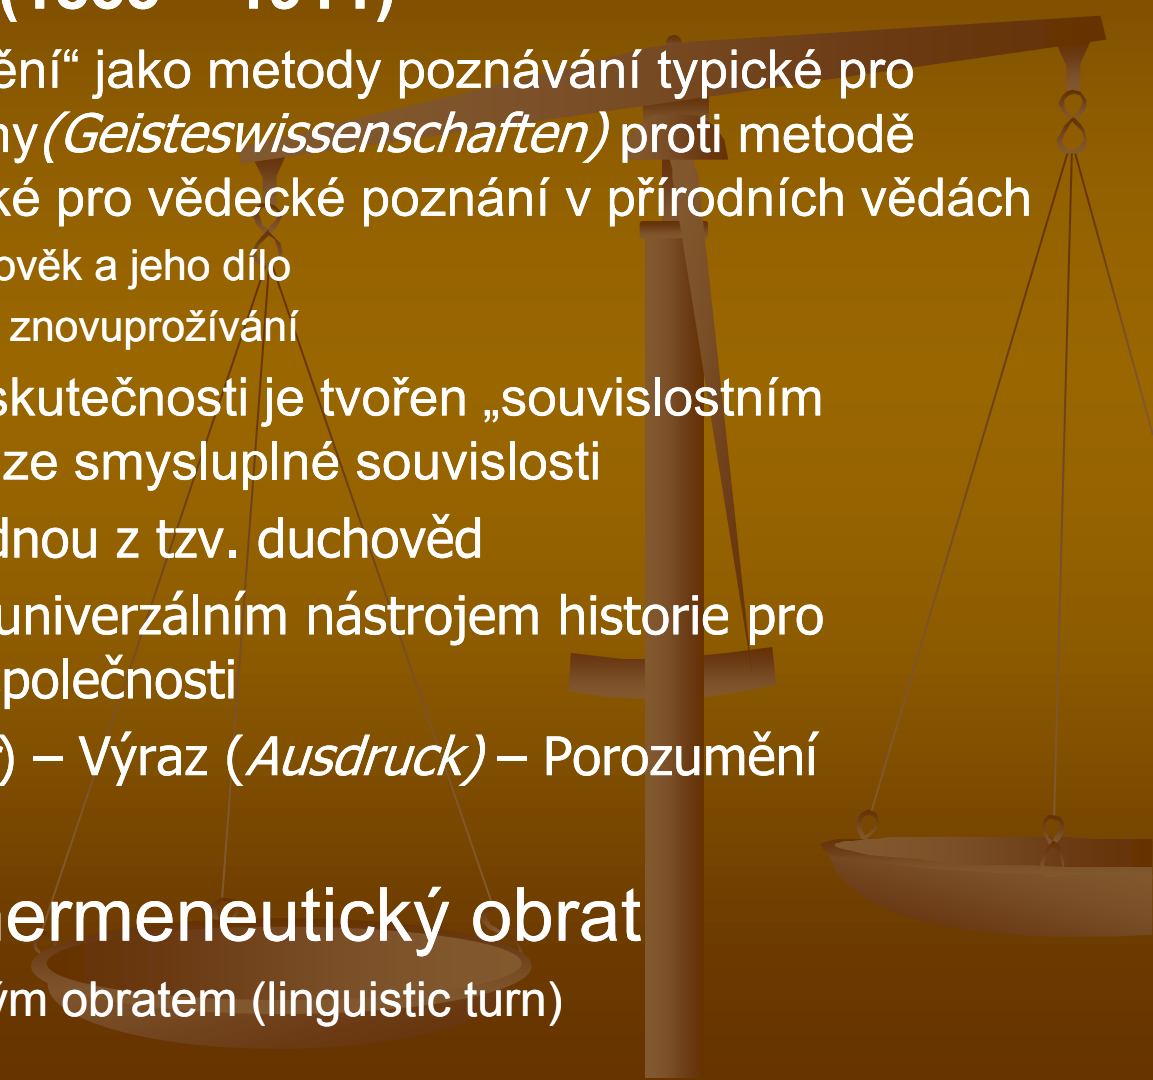 ění“ jako metody poznávání typické pro
ny(Geisteswissenschaften) proti metodě
ké pro vědecké poznání v přírodních vědách
ověk a jeho dílo
znovuprožívání
skutečnosti je tvořen „souvislostním
ze smysluplné souvislosti
dnou z tzv. duchověd
univerzálním nástrojem historie pro
polečnosti
) – Výraz (Ausdruck) – Porozumění
hermeneutický obrat
ým obratem (linguistic turn)